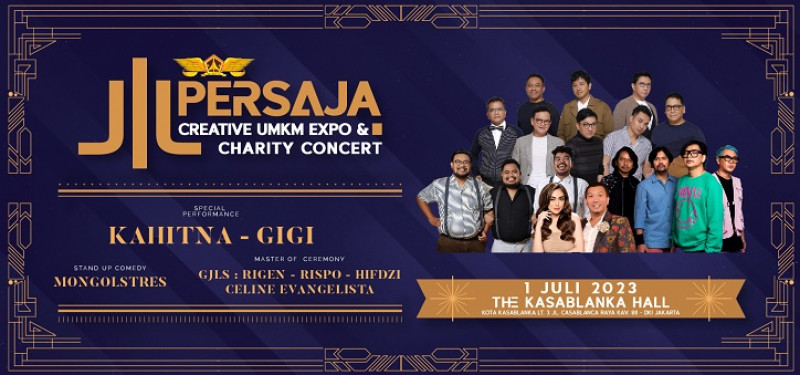 JJL PERSAJA
CREATIVE UMKM EXPO &
CHARITY CONCERT
SPECIAL
PERFORMANCE
KAHITNA - GIGI
STAND UP COMEDY
MONGOLSTRES
MASTER OF CEREMONY
GJLS : RIGEN - RISPO - HIFDZI
CELINE EVANGELISTA
1 JULI 2023
THE KASABLANKA HALL
KOTA KASABLANKA LT. 3 JL. CASABLANCA RAYA KAV. 88 - DKI JAKARTA